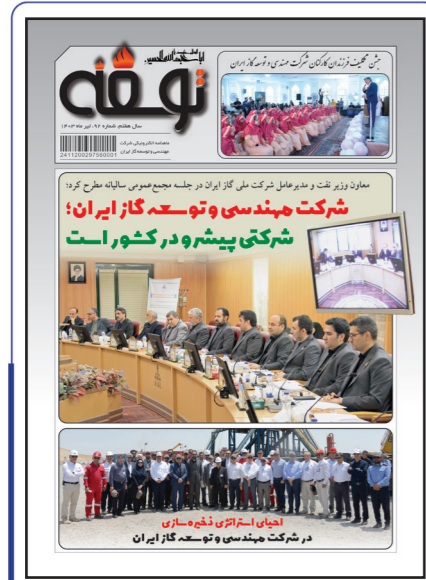 جشن تکلیف فرزندان کارکنان شرکت مهندسی و توسعه گاز ایران
سال هفتم، شماره ۹۲، تیر ماه ۱۴۰۳
ماهنامه الکترونیکی شرکت
مهندسی و توسعه گاز ایران
2411200297560001
معاون وزیر نفت و مدیرعامل شرکت ملی گاز ایران در جلسه مجمع عمومی سالیانه مطرح کرد؛
شرکت مهندسی و توسعه گاز ایران؛
شرکتی پیشرو در کشور است
احیای استراتژی ذخیره‌سازی
در شرکت مهندسی و توسعه گاز ایران